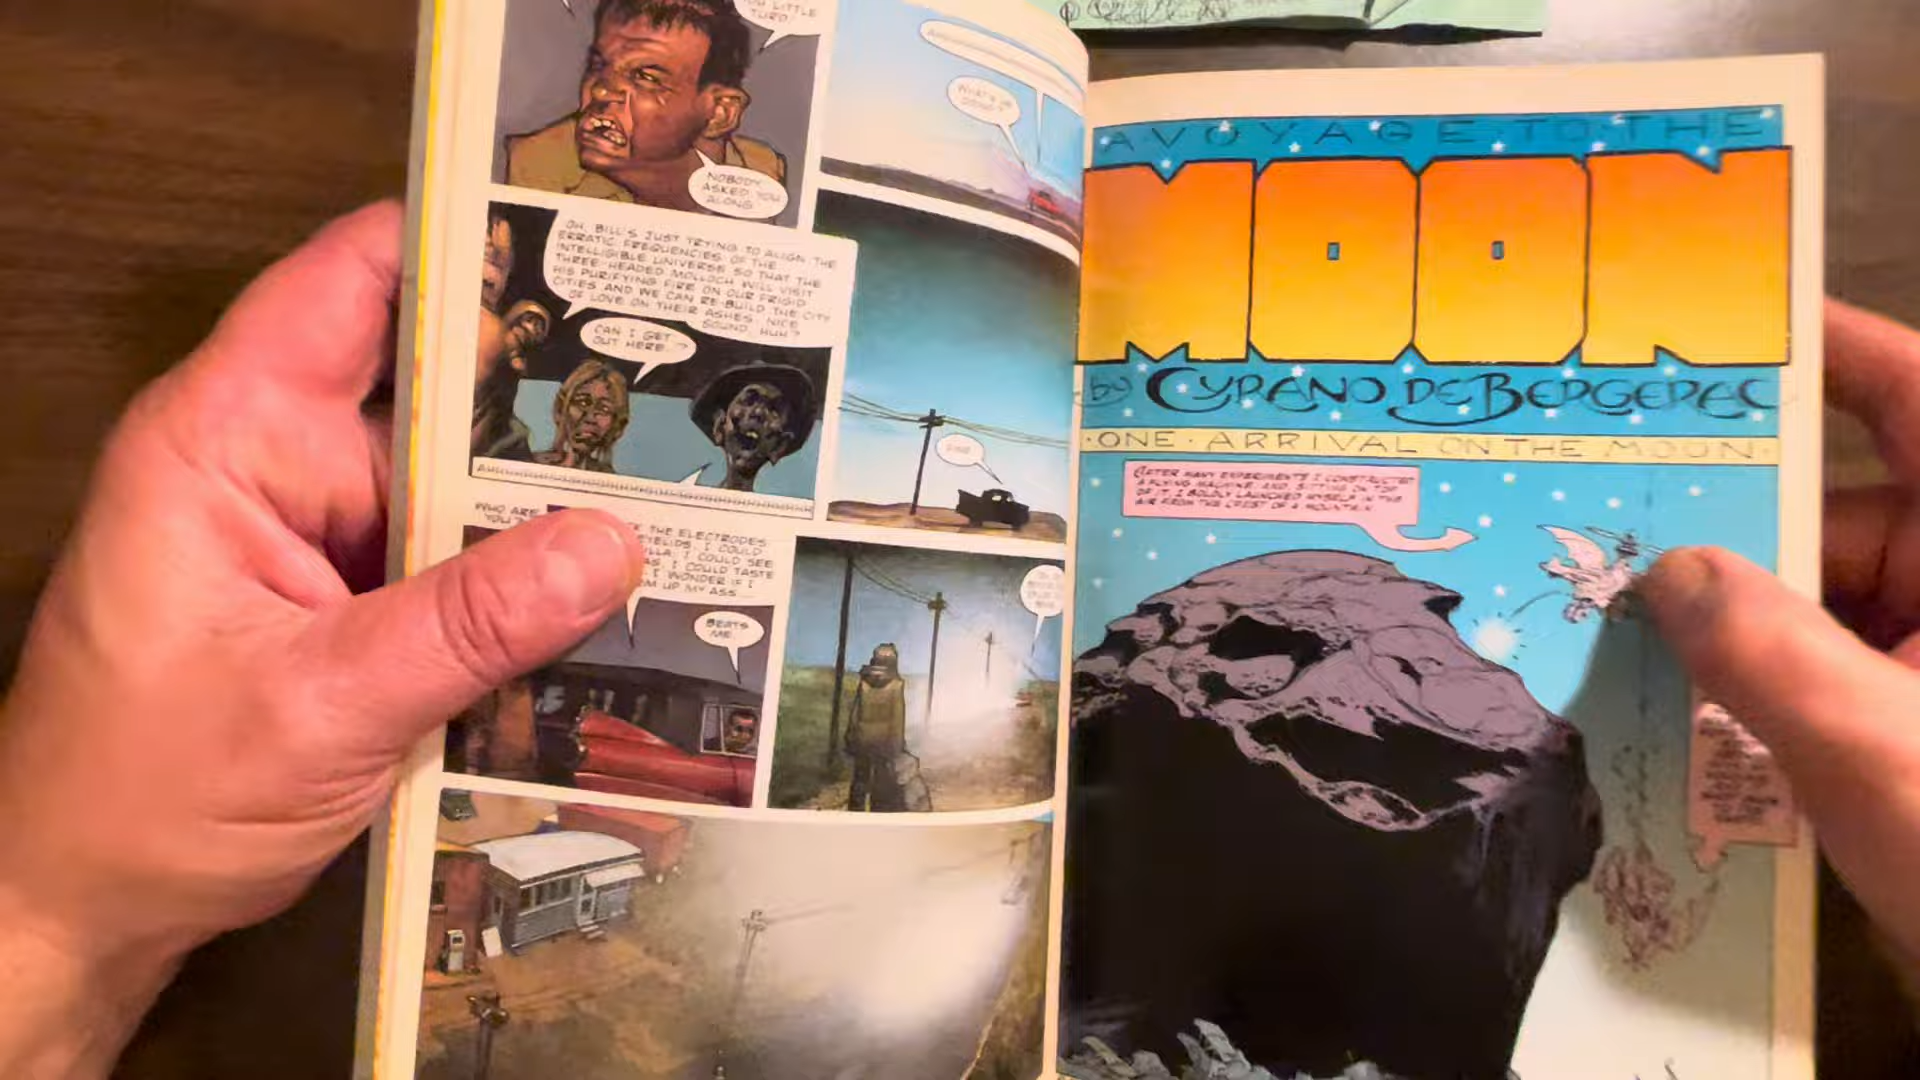 OU LITTLE
TURD!
NOBODY
ASKED YOU
ALONG.
OH, BILL'S JUST TRYING TO ALIGN THE
ERRATIC FREQUENCIES OF THE
INTELLIGIBLE UNIVERSE SO THAT THE
THREE-HEADED MOLLOCH WILL VISIT
HIS PURIFYING FIRE ON OUR FRIGID
CITIES AND WE CAN RE-BUILD THE CITY
OF LOVE ON THEIR ASHES. NICE
SOUND, HUH?
CAN I GET
OUT HERE..?
WHO ARE
YOU?
THE ELECTRODES
EYELIDS. I COULD
I COULD SEE
I COULD TASTE
I WONDER IF I
UP MY ASS...
BEATS
ME.
WHAT'S HE
DOING?
FINE.
A VOYAGE TO THE
MOON
by CYRANO DE BERGERAC
·ONE·ARRIVAL ON THE MOON·
AFTER MANY EXPERIMENTS I CONSTRUCTED
A FLYING MACHINE, AND, SITTING ON TOP
OF IT, I BOLDLY LAUNCHED MYSELF IN THE
AIR FROM THE CREST OF A MOUNTAIN.